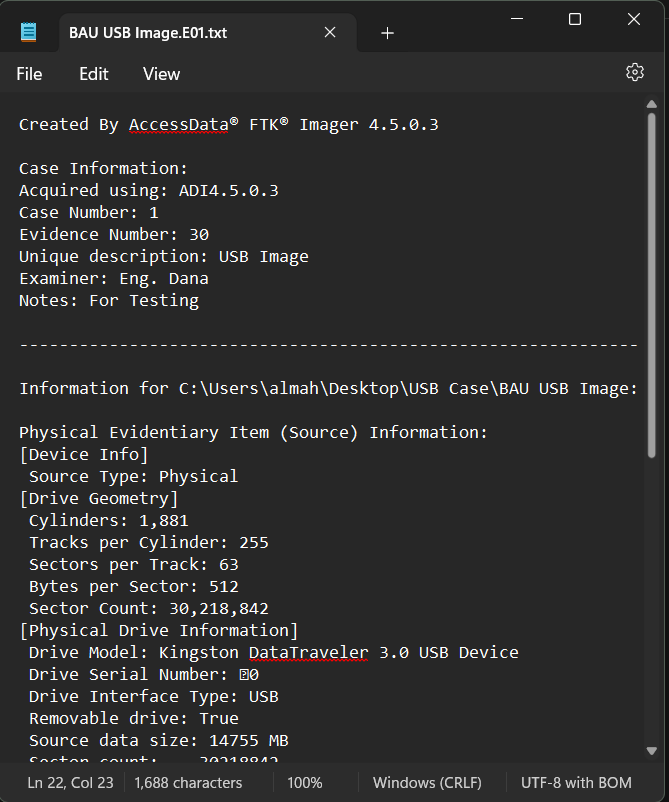 BAU USB Image.E01.txt
File Edit View
Created By AccessData® FTK® Imager 4.5.0.3
Case Information:
Acquired using: ADI4.5.0.3
Case Number: 1
Evidence Number: 30
Unique description: USB Image
Examiner: Eng. Dana
Notes: For Testing
--------------------------------------------------------------
Information for C:\Users\almah\Desktop\USB Case\BAU USB Image:
Physical Evidentiary Item (Source) Information:
[Device Info]
Source Type: Physical
[Drive Geometry]
Cylinders: 1,881
Tracks per Cylinder: 255
Sectors per Track: 63
Bytes per Sector: 512
Sector Count: 30,218,842
[Physical Drive Information]
Drive Model: Kingston DataTraveler 3.0 USB Device
Drive Serial Number: 0
Drive Interface Type: USB
Removable drive: True
Source data size: 14755 MB
Sector count: 30218842
Ln 22, Col 23 1,688 characters 100% Windows (CRLF) UTF-8 with BOM